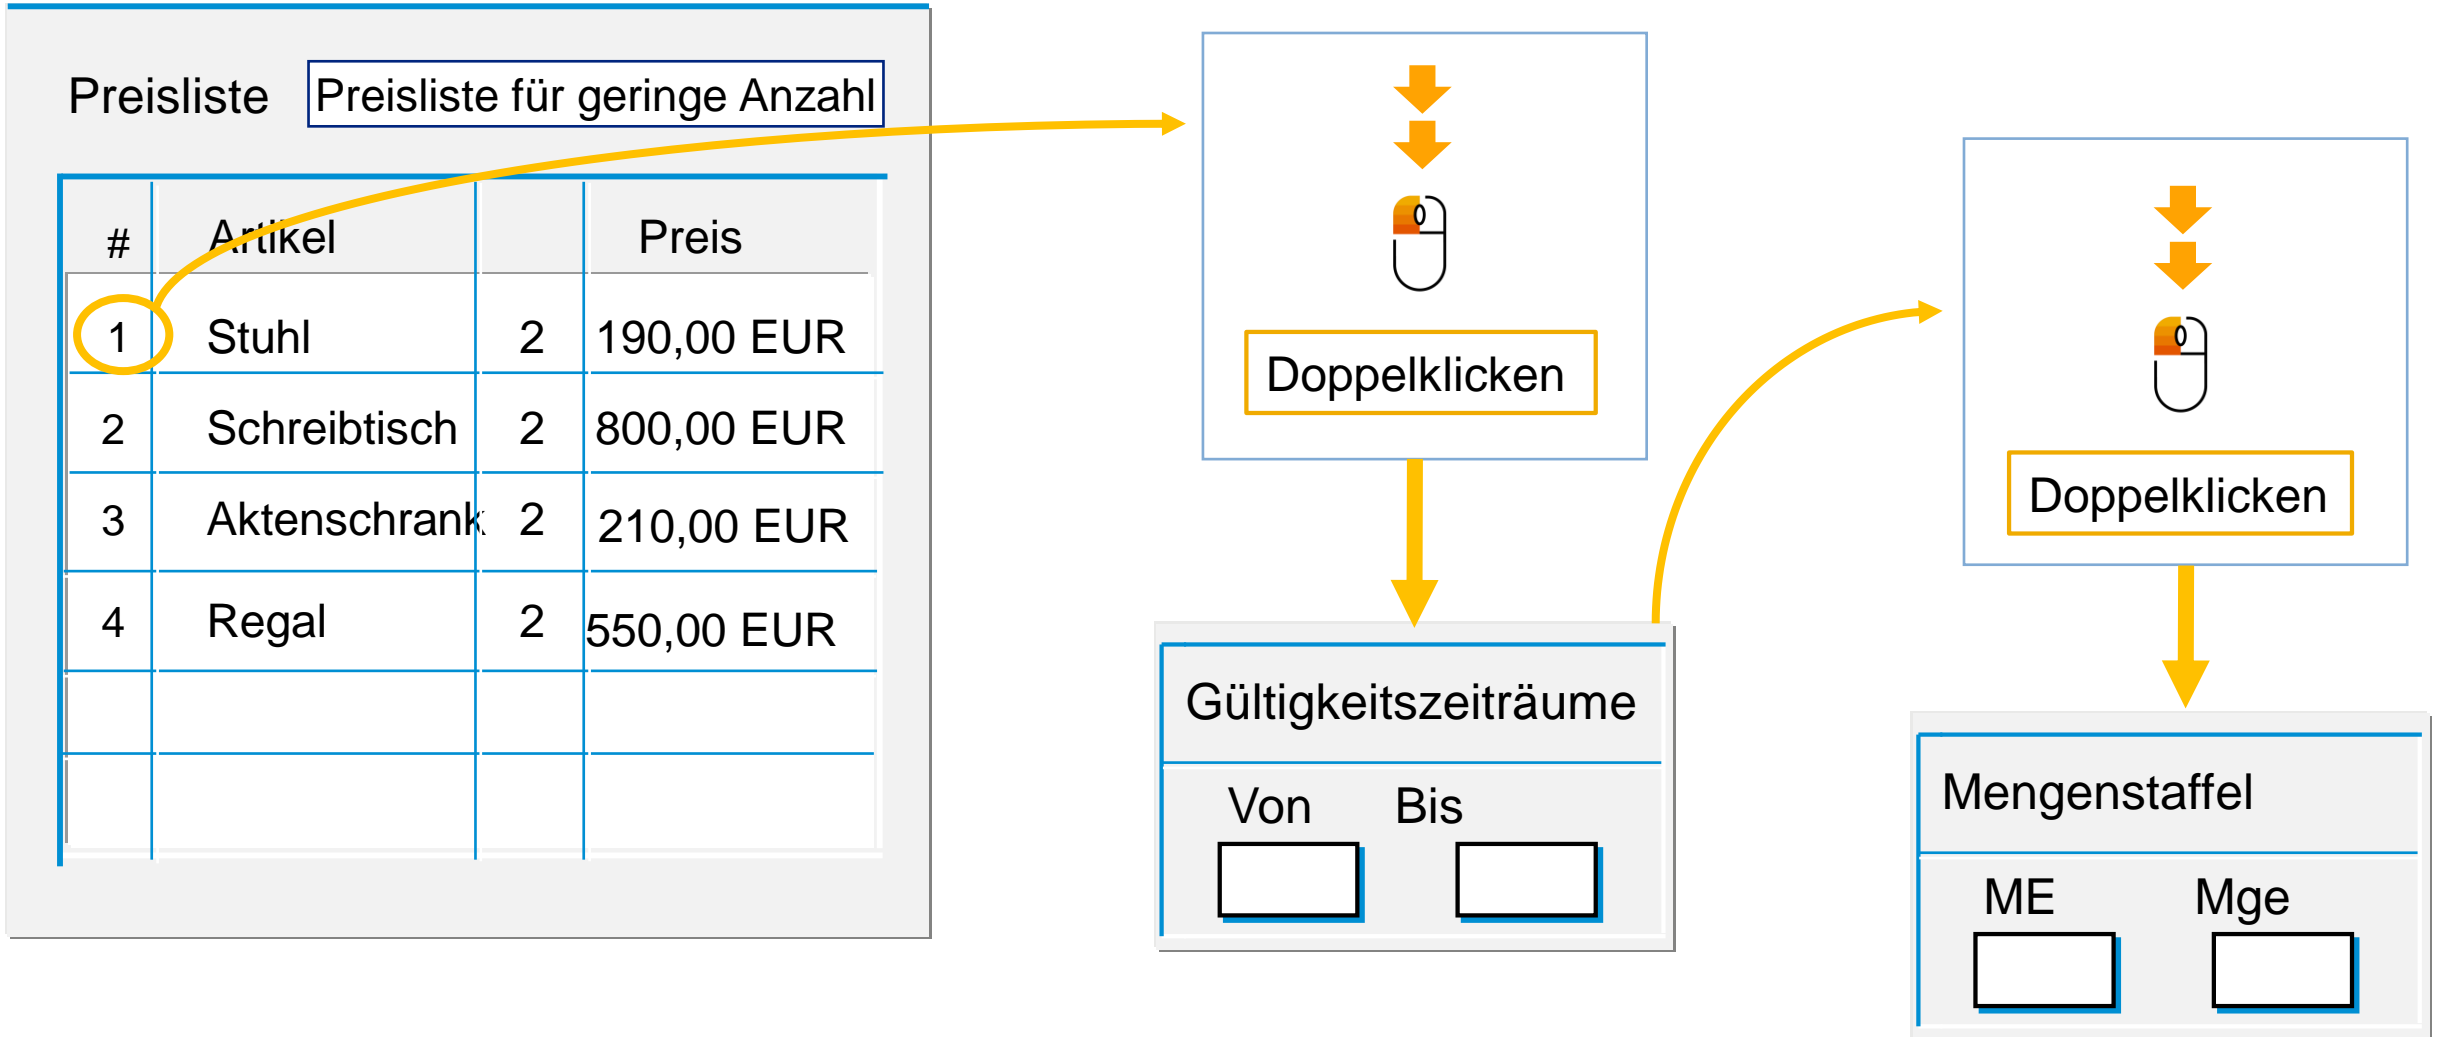 Preisliste Preisliste für geringe Anzahl
# Artikel Preis
1 Stuhl 2 190,00 EUR
2 Schreibtisch 2 800,00 EUR
3 Aktenschrank 2 210,00 EUR
4 Regal 2 550,00 EUR
Doppelklicken
Gültigkeitszeiträume
Von Bis
Doppelklicken
Mengenstaffel
ME Mge